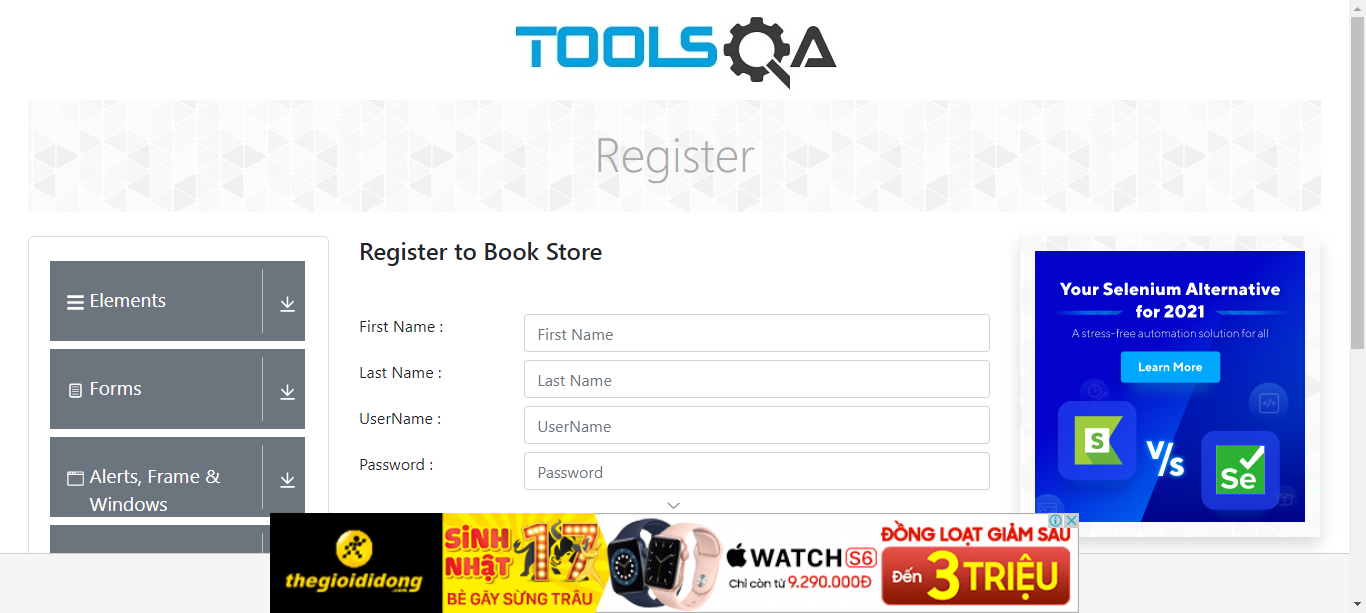 TOOLSQA
Register
Elements
Forms
Alerts, Frame &
Windows
Register to Book Store
First Name :
First Name
Last Name :
Last Name
UserName :
UserName
Password :
Password
Your Selenium Alternative
for 2021
A stress-free automation solution for all
Learn More
S
V/s
Se
thegioididong
.com
SINH
NHẬT
17
BẺ GÃY SỪNG TRÂU
WATCH S6
Chỉ còn từ 9.290.000Đ
ĐỒNG LOẠT GIẢM SÂU
Đến 3 TRIỆU